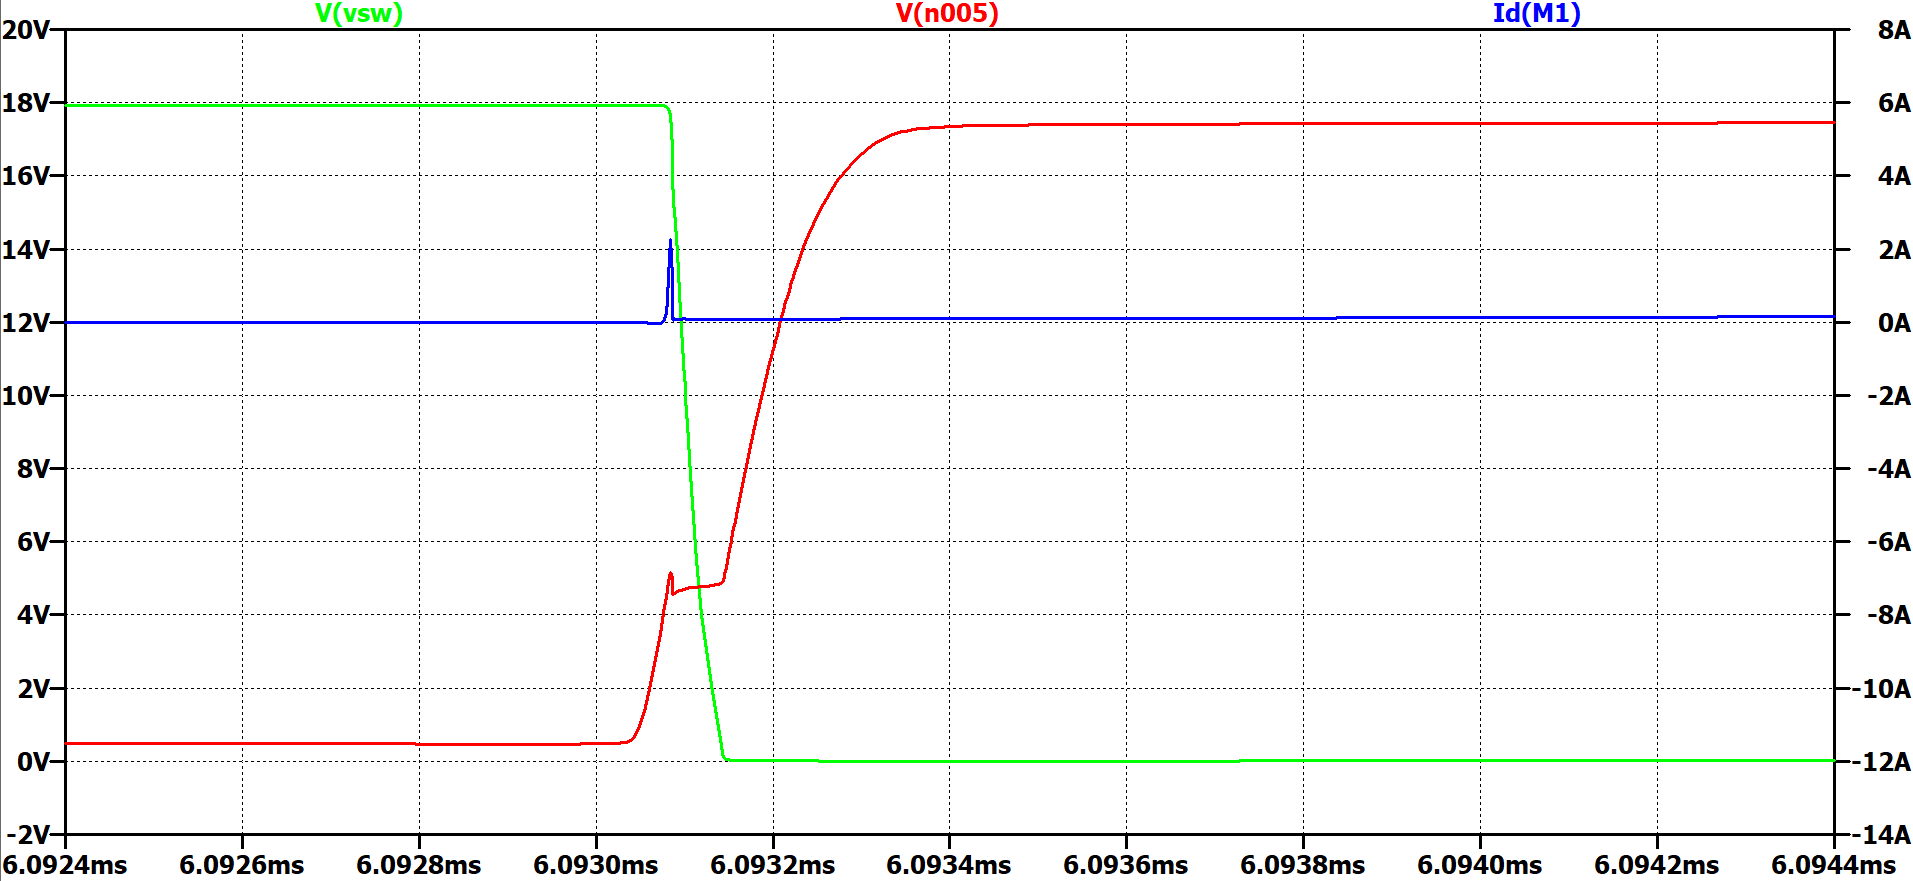 V(vsw) V(n005) Id(M1)
20V 8A
18V 6A
16V 4A
14V 2A
12V 0A
10V -2A
8V -4A
6V -6A
4V -8A
2V -10A
0V -12A
-2V -14A
6.0924ms 6.0926ms 6.0928ms 6.0930ms 6.0932ms 6.0934ms 6.0936ms 6.0938ms 6.0940ms 6.0942ms 6.0944ms